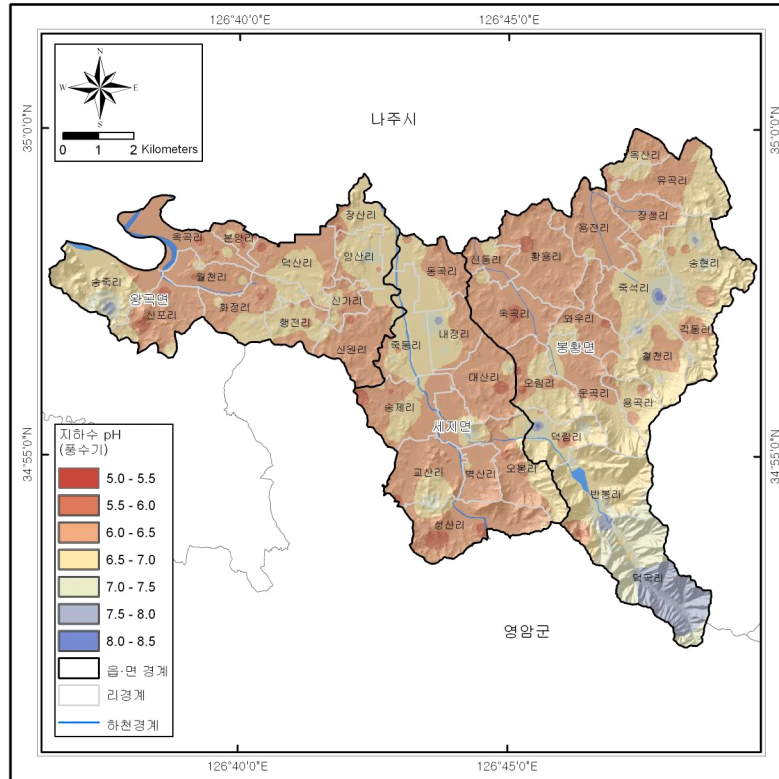 126°40'0"E
126°45'0"E
N
W
E
S
0 1 2 Kilometers
나주시
35°0'0"N
35°0'0"N
옥산리
유곡리
장산리
장성리
옥곡리
본양리
용전리
황용리
양산리
송현리
덕산리
동곡리
신동리
송죽리
월천리
죽석리
왕곡면
신포리
화정리
신가리
욱곡리
와우리
각동리
행전리
내정리
신원리
죽동리
봉황면
철천리
대산리
오림리
송제리
운곡리
용곡리
세지면
덕림리
34°55'0"N
34°55'0"N
교산리
벽산리
오봉리
반봉리
성산리
덕곡리
영암군
지하수 pH
(풍수기)
5.0 - 5.5
5.5 - 6.0
6.0 - 6.5
6.5 - 7.0
7.0 - 7.5
7.5 - 8.0
8.0 - 8.5
읍·면 경계
리경계
하천경계
126°40'0"E
126°45'0"E